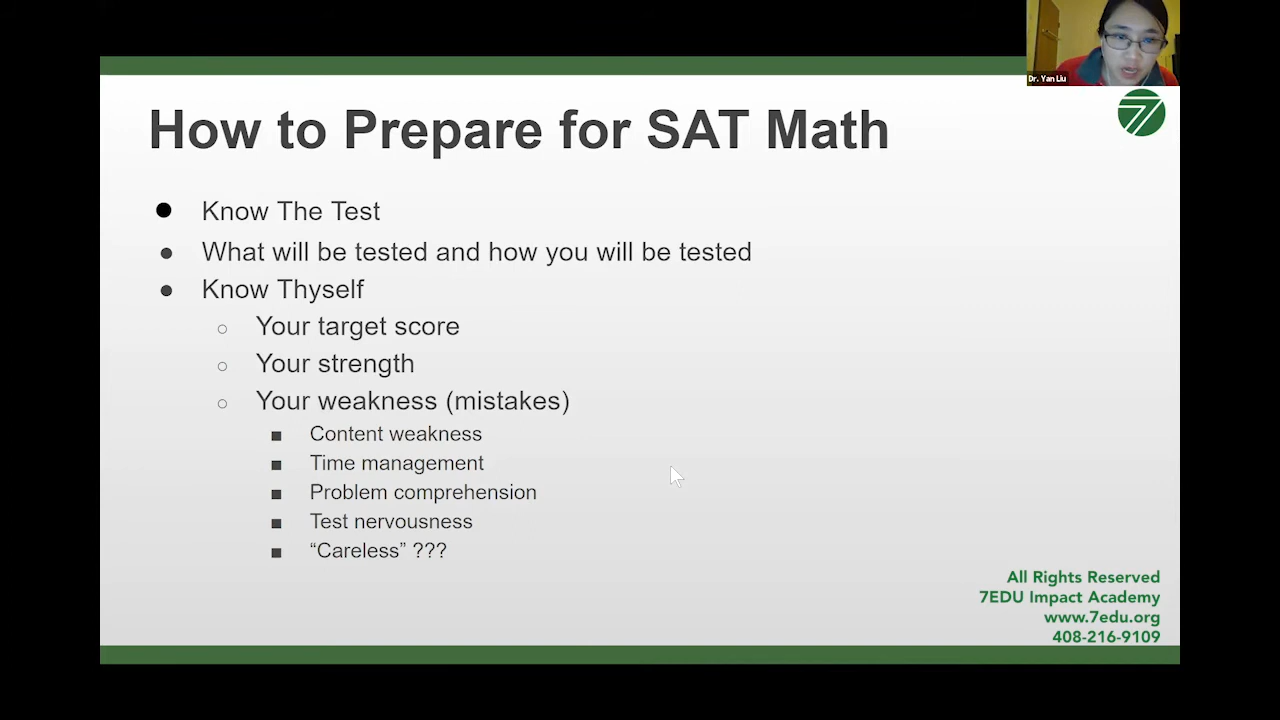 Dr. Yan Liu
How to Prepare for SAT Math
Know The Test
What will be tested and how you will be tested
Know Thyself
Your target score
Your strength
Your weakness (mistakes)
Content weakness
Time management
Problem comprehension
Test nervousness
“Careless” ???
All Rights Reserved
7EDU Impact Academy
www.7edu.org
408-216-9109